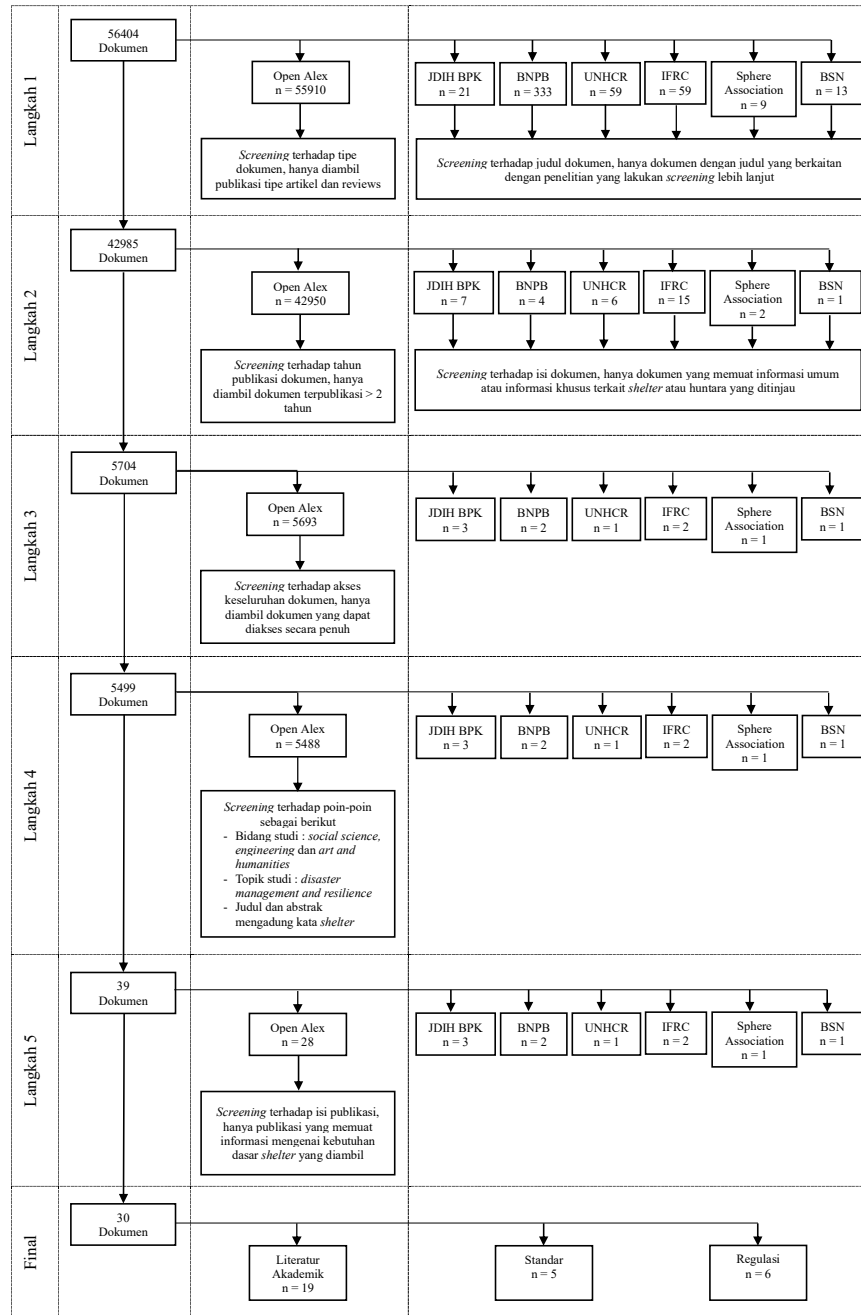 Langkah 1
56404
Dokumen
Open Alex
n = 55910
JDIH BPK
n = 21
BNPB
n = 333
UNHCR
n = 59
IFRC
n = 59
Sphere
Association
n = 9
BSN
n = 13
Screening terhadap tipe
dokumen, hanya diambil
publikasi tipe artikel dan reviews
Screening terhadap judul dokumen, hanya dokumen dengan judul yang berkaitan
dengan penelitian yang lakukan screening lebih lanjut
Langkah 2
42985
Dokumen
Open Alex
n = 42950
JDIH BPK
n = 7
BNPB
n = 4
UNHCR
n = 6
IFRC
n = 15
Sphere
Association
n = 2
BSN
n = 1
Screening terhadap tahun
publikasi dokumen, hanya
diambil dokumen terpublikasi > 2
tahun
Screening terhadap isi dokumen, hanya dokumen yang memuat informasi umum
atau informasi khusus terkait shelter atau huntara yang ditinjau
Langkah 3
5704
Dokumen
Open Alex
n = 5693
JDIH BPK
n = 3
BNPB
n = 2
UNHCR
n = 1
IFRC
n = 2
Sphere
Association
n = 1
BSN
n = 1
Screening terhadap akses
keseluruhan dokumen, hanya
diambil dokumen yang dapat
diakses secara penuh
Langkah 4
5499
Dokumen
Open Alex
n = 5488
JDIH BPK
n = 3
BNPB
n = 2
UNHCR
n = 1
IFRC
n = 2
Sphere
Association
n = 1
BSN
n = 1
Screening terhadap poin-poin
sebagai berikut
- Bidang studi : social science,
engineering dan art and
humanities
- Topik studi : disaster
management and resilience
- Judul dan abstrak
mengadung kata shelter
Langkah 5
39
Dokumen
Open Alex
n = 28
JDIH BPK
n = 3
BNPB
n = 2
UNHCR
n = 1
IFRC
n = 2
Sphere
Association
n = 1
BSN
n = 1
Screening terhadap isi publikasi,
hanya publikasi yang memuat
informasi mengenai kebutuhan
dasar shelter yang diambil
Final
30
Dokumen
Literatur
Akademik
n = 19
Standar
n = 5
Regulasi
n = 6